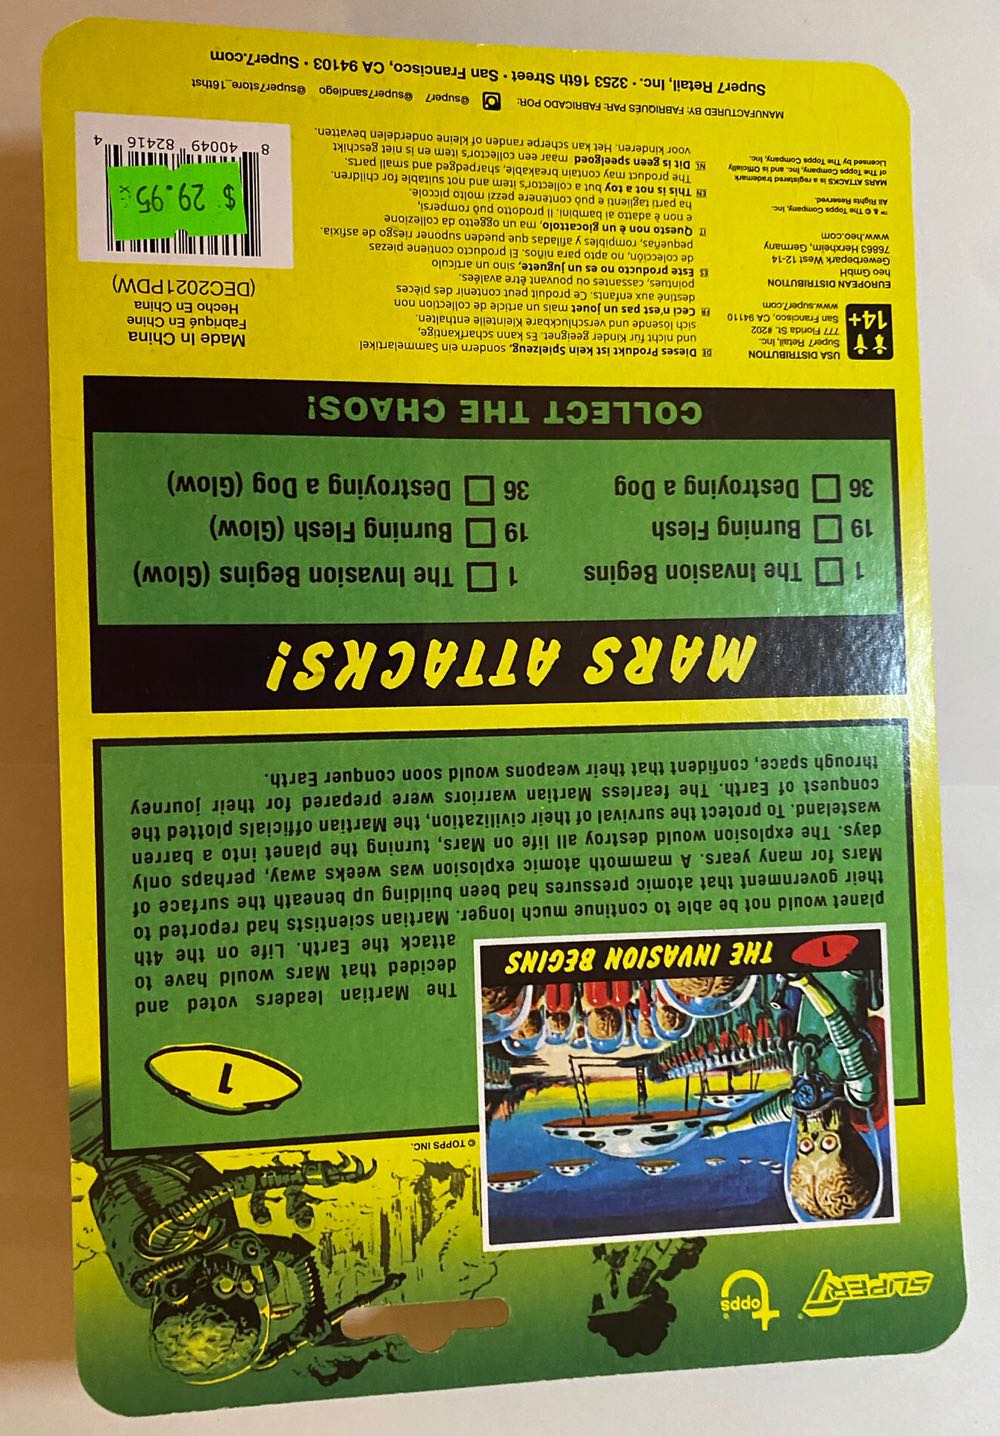 SUPER7®
topps®
THE INVASION BEGINS
1
© TOPPS INC.
1
The Martian leaders voted and
decided that Mars would have to
attack the Earth. Life on the 4th
planet would not be able to continue much longer. Martian scientists had reported to
their government that atomic pressures had been building up beneath the surface of
Mars for many years. A mammoth atomic explosion was weeks away, perhaps only
days. The explosion would destroy all life on Mars, turning the planet into a barren
wasteland. To protect the survival of their civilization, the Martian officials plotted the
conquest of Earth. The fearless Martian warriors were prepared for their journey
through space, confident that their weapons would soon conquer Earth.
MARS ATTACKS!
1 The Invasion Begins
19 Burning Flesh
36 Destroying a Dog
1 The Invasion Begins (Glow)
19 Burning Flesh (Glow)
36 Destroying a Dog (Glow)
COLLECT THE CHAOS!
14+
USA DISTRIBUTION
Super7 Retail, Inc.
777 Florida St. #202
San Francisco, CA 94110
www.super7.com
EUROPEAN DISTRIBUTION
heo GmbH
Gewerbepark West 12-14
76863 Herxheim, Germany
www.heo.com
™ & © The Topps Company, Inc.
All Rights Reserved.
MARS ATTACKS is a registered trademark
of The Topps Company, Inc. and is Officially
Licensed by The Topps Company, Inc.
DE Dieses Produkt ist kein Spielzeug, sondern ein Sammelartikel
und nicht für Kinder geeignet. Es kann scharfkantige,
sich lösende und verschluckbare Kleinteile enthalten.
FR Ceci n'est pas un jouet mais un article de collection non
destiné aux enfants. Ce produit peut contenir des pièces
pointues, cassantes ou pouvant être avalées.
ES Este producto no es un juguete, sino un artículo
de colección, no apto para niños. El producto contiene piezas
pequeñas, rompibles y afiladas que pueden suponer riesgo de asfixia.
IT Questo non è un giocattolo, ma un oggetto da collezione
e non è adatto ai bambini. Il prodotto può rompersi,
ha parti taglienti e può contenere pezzi molto piccole.
EN This is not a toy but a collector's item and not suitable for children.
The product may contain breakable, sharpedged and small parts.
NL Dit is geen speelgoed, maar een collector's item en is niet geschikt
voor kinderen. Het kan scherpe randen of kleine onderdelen bevatten.
Made In China
Fabriqué En Chine
Hecho En China
(DEC2021PDW)
$ 29.95
8 40049 82416 4
MANUFACTURED BY: FABRIQUÉ PAR: FABRICADO POR: @super7 @super7sandiego @super7store_16thst
Super7 Retail, Inc. • 3253 16th Street • San Francisco, CA 94103 • Super7.com